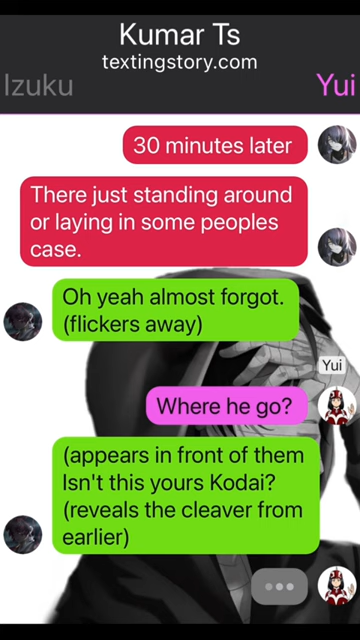 Kumar Ts
textingstory.com
Izuku
Yui
30 minutes later
There just standing around
or laying in some peoples
case.
Oh yeah almost forgot.
(flickers away)
Yui
Where he go?
(appears in front of them
Isn't this yours Kodai?
(reveals the cleaver from
earlier)